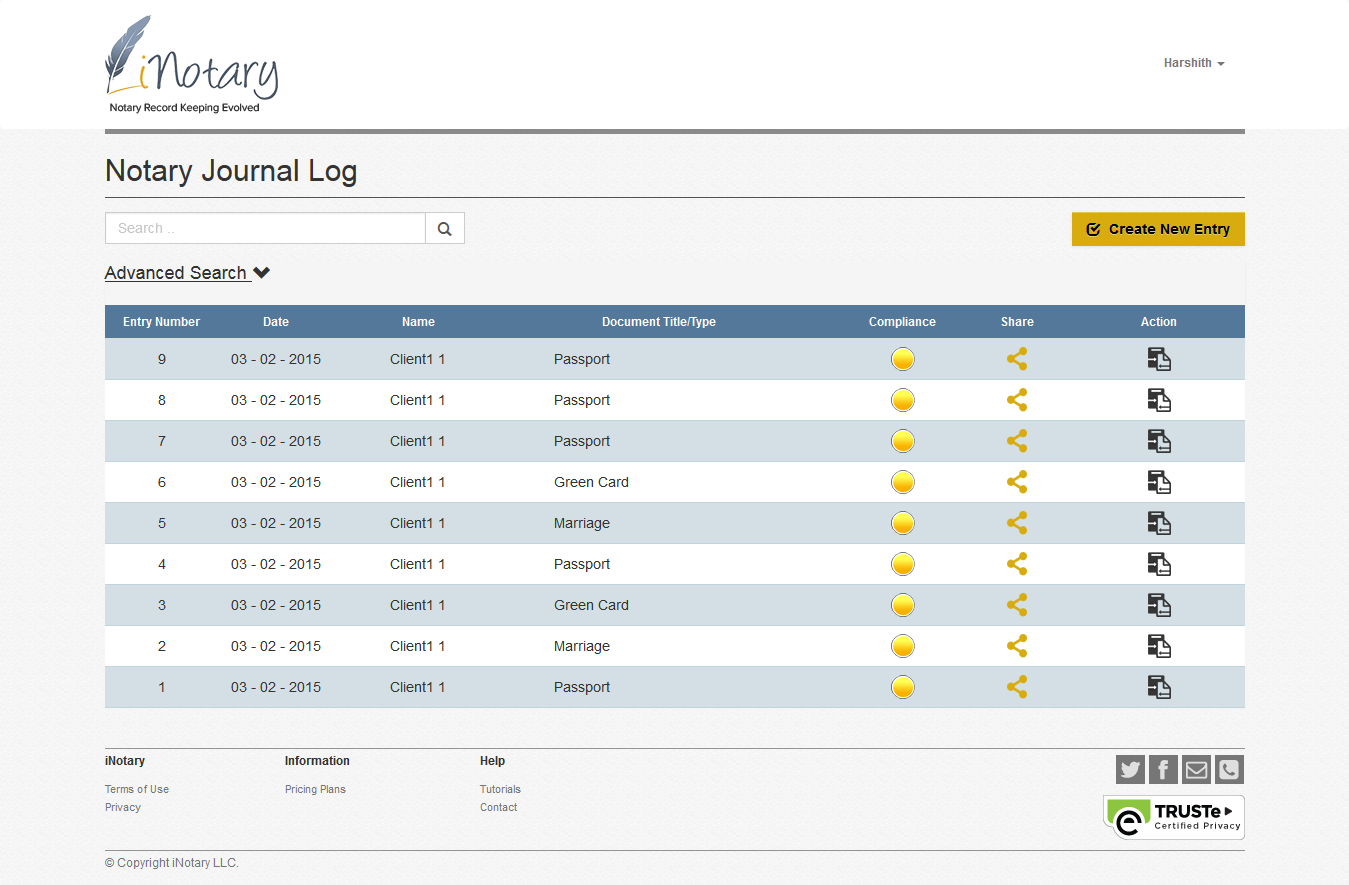 iNotary
Notary Record Keeping Evolved
Harshith
Notary Journal Log
Search ..
Create New Entry
Advanced Search
Entry Number Date Name Document Title/Type Compliance Share Action
9 03 - 02 - 2015 Client1 1 Passport
8 03 - 02 - 2015 Client1 1 Passport
7 03 - 02 - 2015 Client1 1 Passport
6 03 - 02 - 2015 Client1 1 Green Card
5 03 - 02 - 2015 Client1 1 Marriage
4 03 - 02 - 2015 Client1 1 Passport
3 03 - 02 - 2015 Client1 1 Green Card
2 03 - 02 - 2015 Client1 1 Marriage
1 03 - 02 - 2015 Client1 1 Passport
iNotary Information Help
Terms of Use Pricing Plans Tutorials
Privacy Contact
TRUSTe
Certified Privacy
© Copyright iNotary LLC.